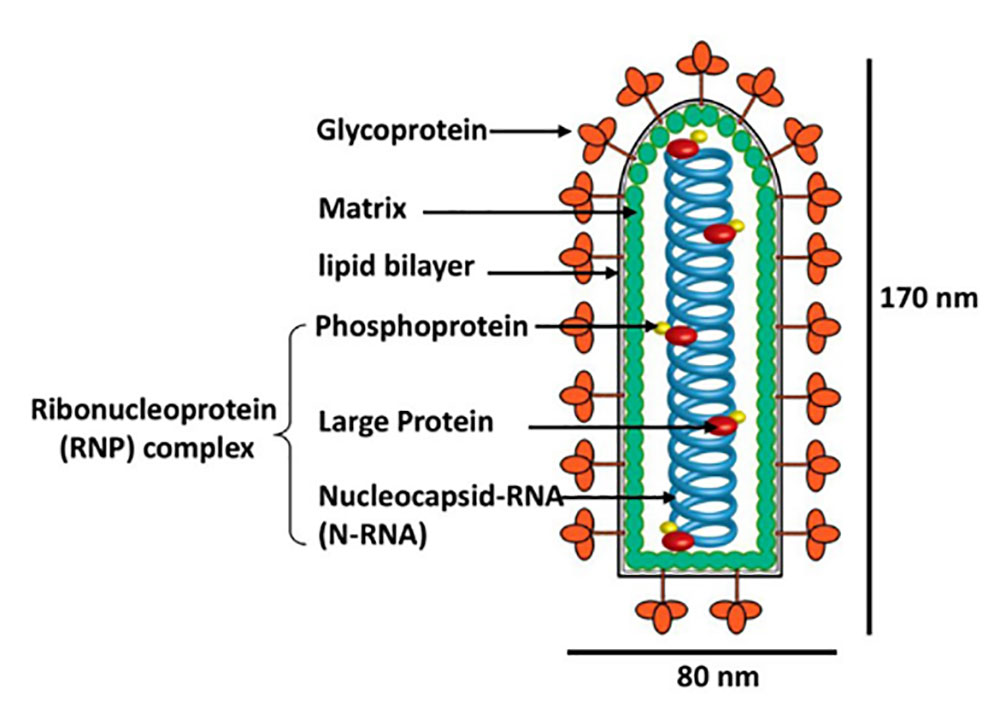 Glycoprotein
Matrix
lipid bilayer
Phosphoprotein
Ribonucleoprotein
(RNP) complex
Large Protein
Nucleocapsid-RNA
(N-RNA)
170 nm
80 nm